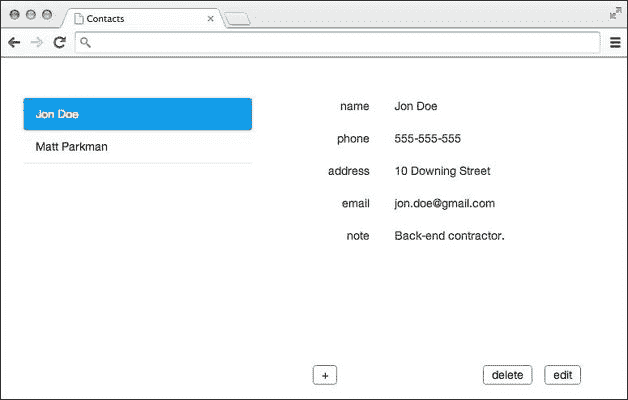 Contacts
Jon Doe
Matt Parkman
name Jon Doe
phone 555-555-555
address 10 Downing Street
email jon.doe@gmail.com
note Back-end contractor.
+ delete edit